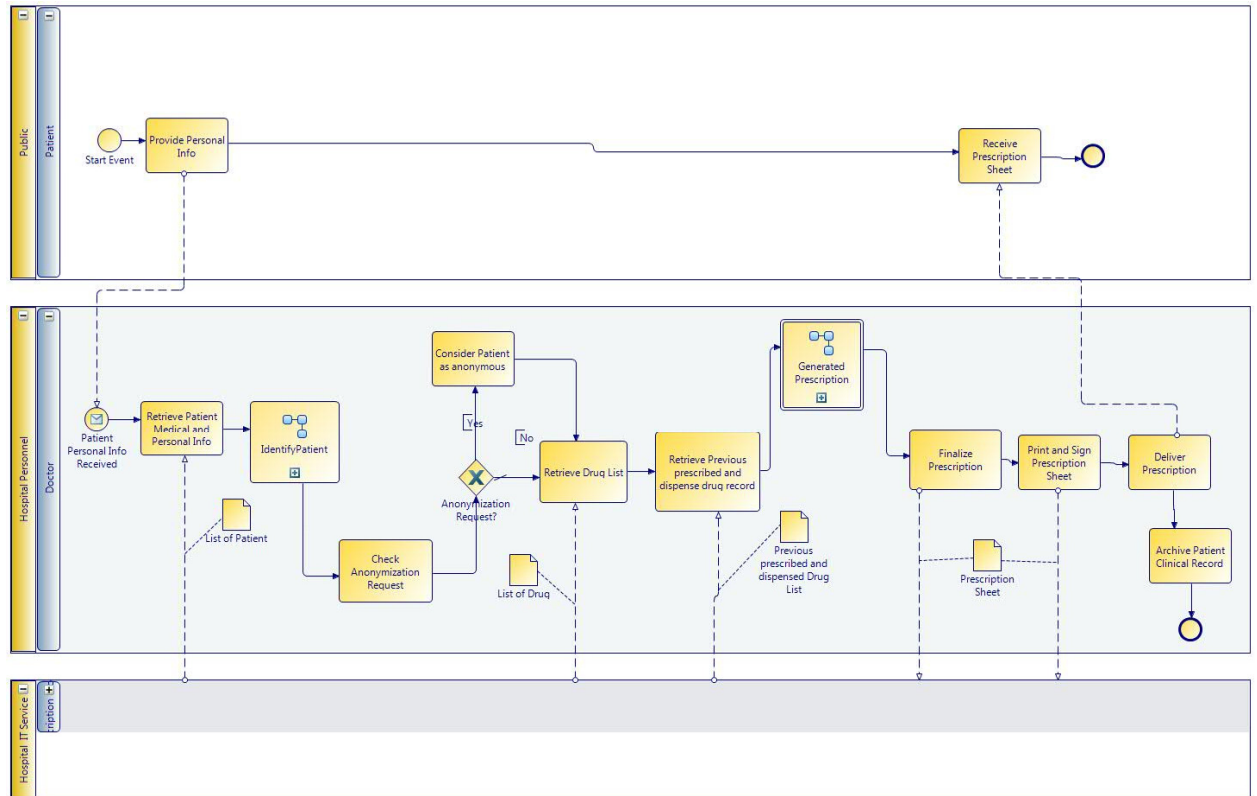 Public
Patient
Start Event
Provide Personal
Info
Receive
Prescription
Sheet
Hospital Personnel
Doctor
Patient
Personal Info
Received
Retrieve Patient
Medical and
Personal Info
IdentifyPatient
List of Patient
Check
Anonymization
Request
Consider Patient
as anonymous
Yes
No
Anonymization
Request?
Retrieve Drug List
List of Drug
Retrieve Previous
prescribed and
dispense drug record
Previous
prescribed and
dispensed Drug
List
Generated
Prescription
Finalize
Prescription
Print and Sign
Prescription
Sheet
Prescription
Sheet
Deliver
Prescription
Archive Patient
Clinical Record
Hospital IT Service